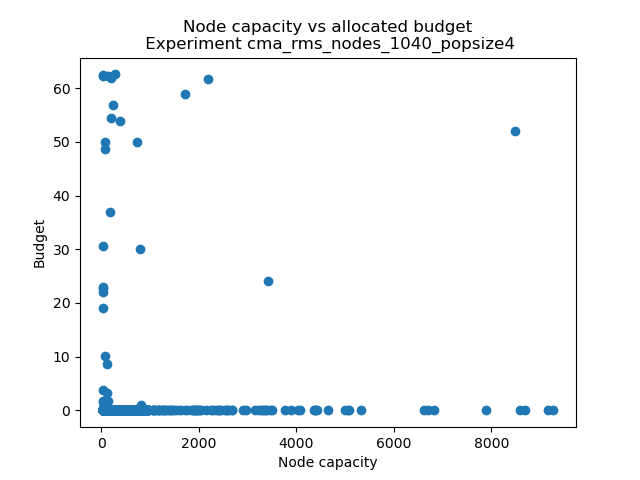 Node capacity vs allocated budget
Experiment cma_rms_nodes_1040_popsize4
60
50
40
30
20
10
0
Budget
0 2000 4000 6000 8000
Node capacity